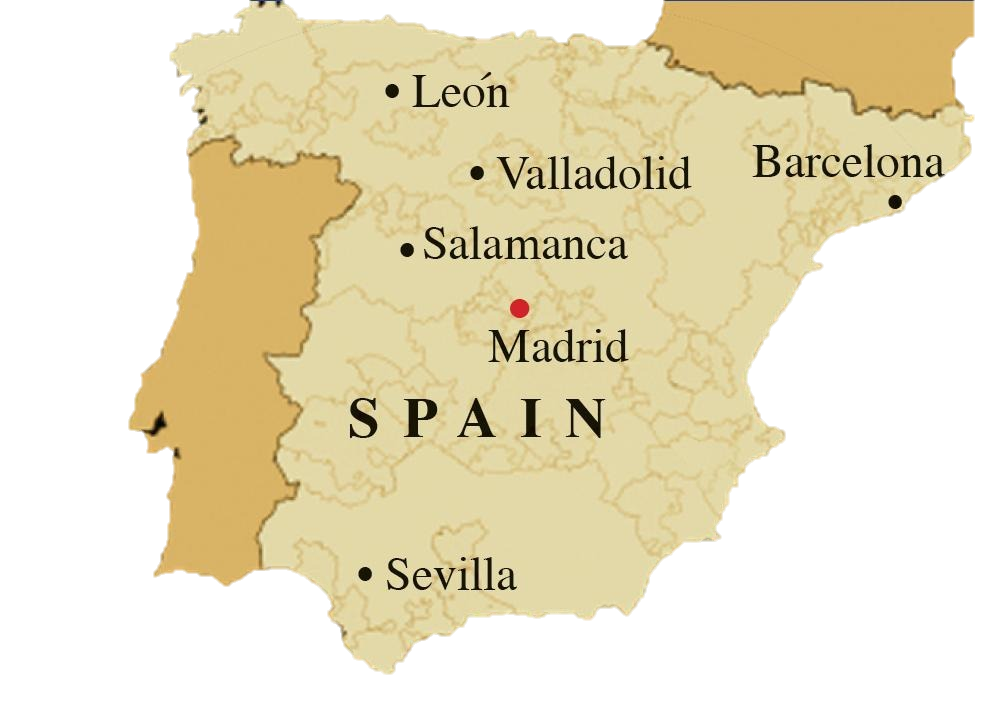 León
Valladolid
Barcelona
Salamanca
Madrid
SPAIN
Sevilla